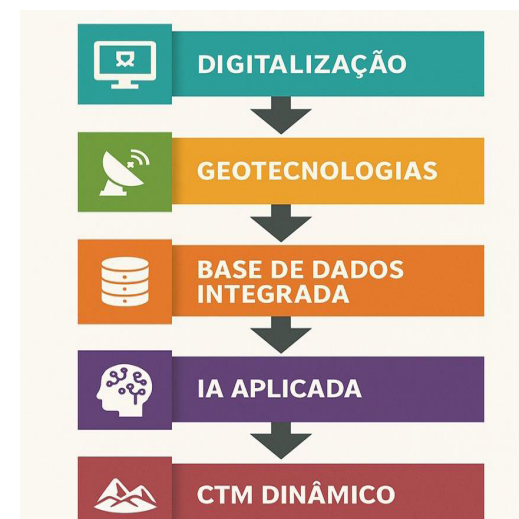 DIGITALIZAÇÃO
GEOTECNOLOGIAS
BASE DE DADOS
INTEGRADA
IA APLICADA
CTM DINÂMICO